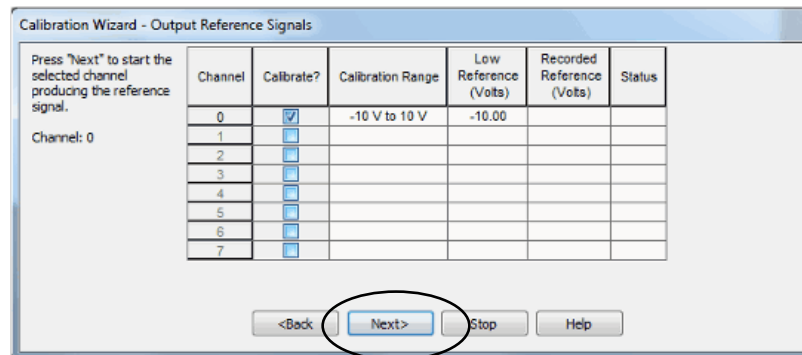 Calibration Wizard - Output Reference Signals
Press "Next" to start the
selected channel
producing the reference
signal.
Channel: 0
Channel Calibrate? Calibration Range Low Reference (Volts) Recorded Reference (Volts) Status
0 -10 V to 10 V -10.00
1
2
3
4
5
6
7
<Back Next> Stop Help